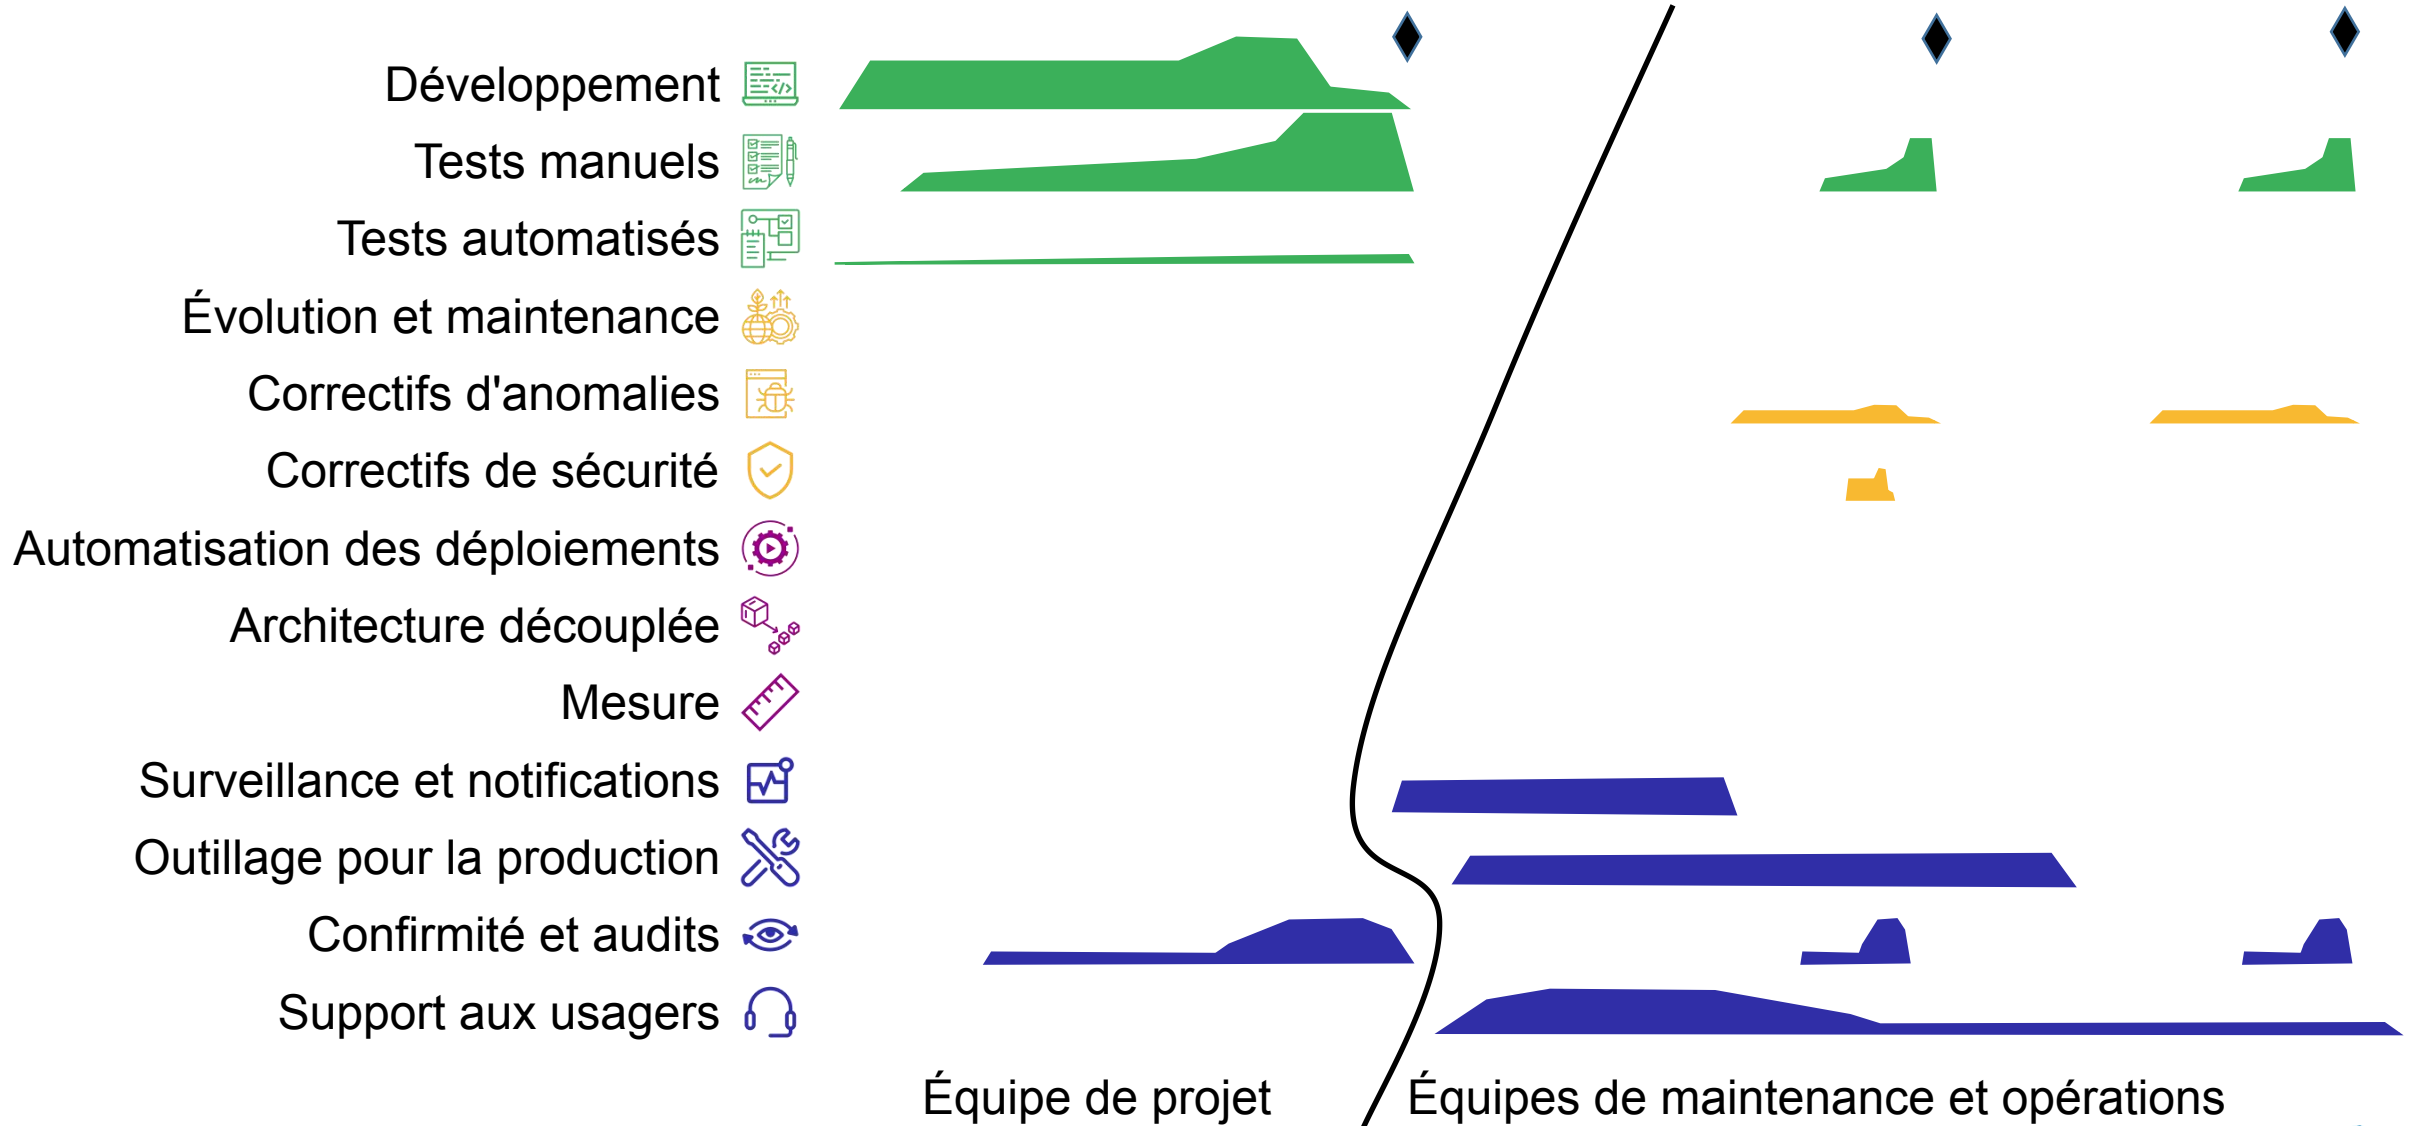 Développement
Tests manuels
Tests automatisés
Évolution et maintenance
Correctifs d'anomalies
Correctifs de sécurité
Automatisation des déploiements
Architecture découplée
Mesure
Surveillance et notifications
Outillage pour la production
Confirmité et audits
Support aux usagers
Équipe de projet
Équipes de maintenance et opérations